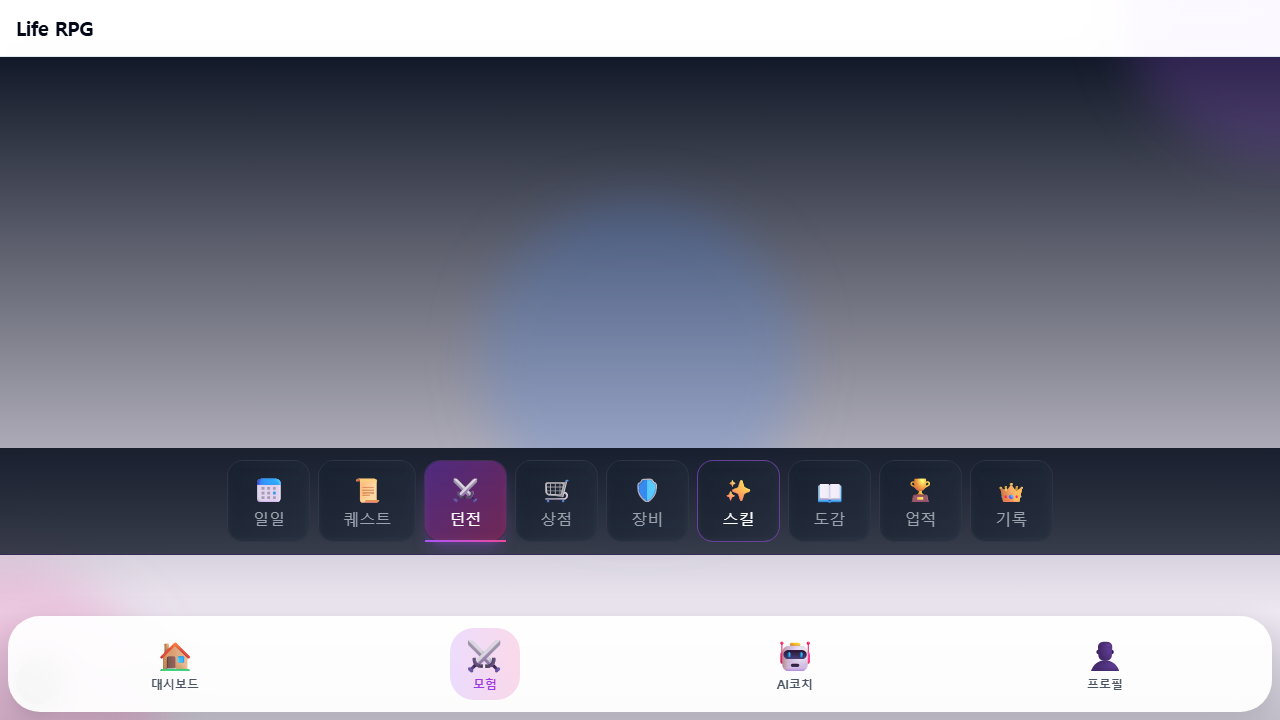 Life RPG
일일
퀘스트
던전
상점
장비
스킬
도감
업적
기록
대시보드
모험
AI코치
프로필